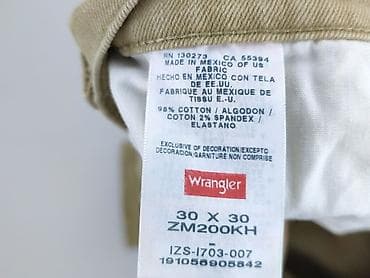 RN 130273 CA 55394
MADE IN MEXICO OF US
FABRIC
HECHO EN MEXICO CON TELA
DE EE.UU.
FABRIQUE AU MEXIQUE DE
TISSU E.-U.
98% COTTON / ALGODON /
COTON 2% SPANDEX /
ELASTANO
EXCLUSIVE OF DECORATION/EXCEPTO
DECORACION/GARNITURE NON COMPRISE
Wrangler
30 X 30
ZM200KH
-
IZS-I703-007
191056905842